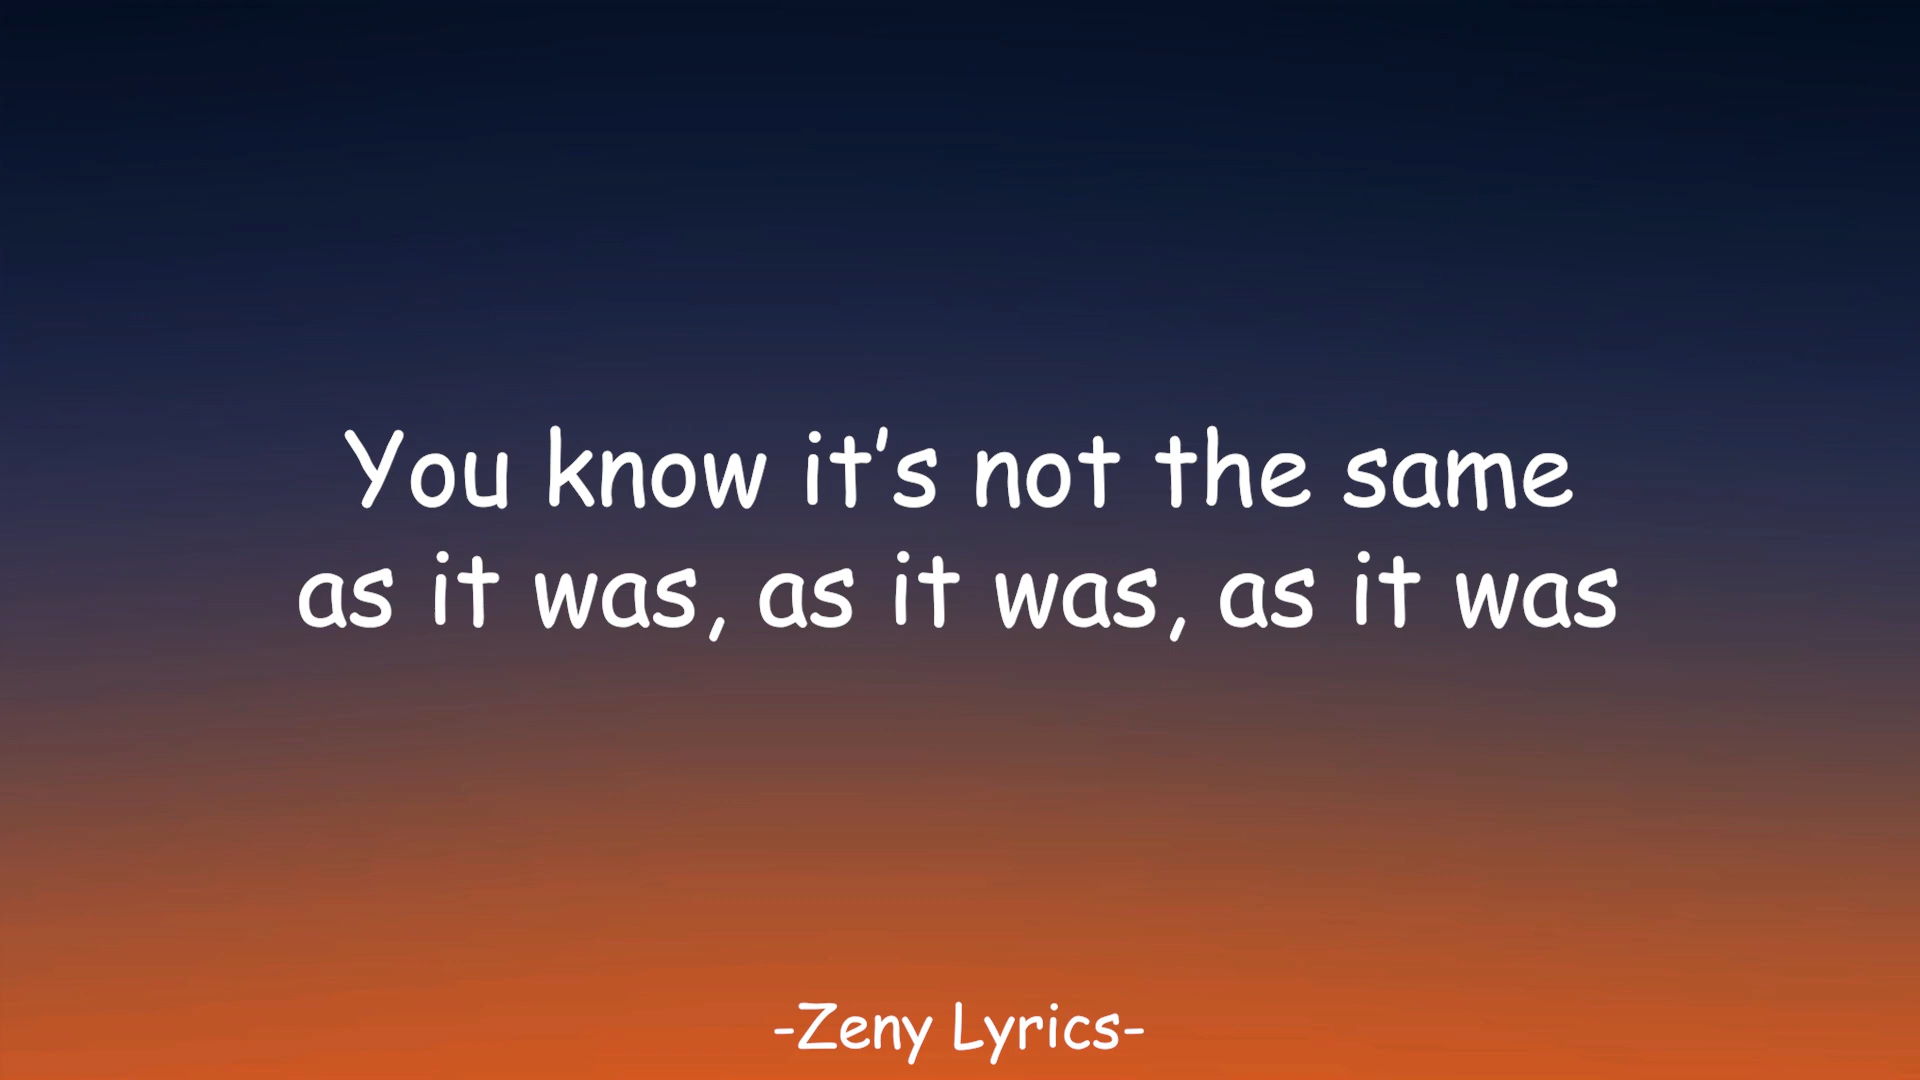 You know it’s not the same
as it was, as it was, as it was
-Zeny Lyrics-